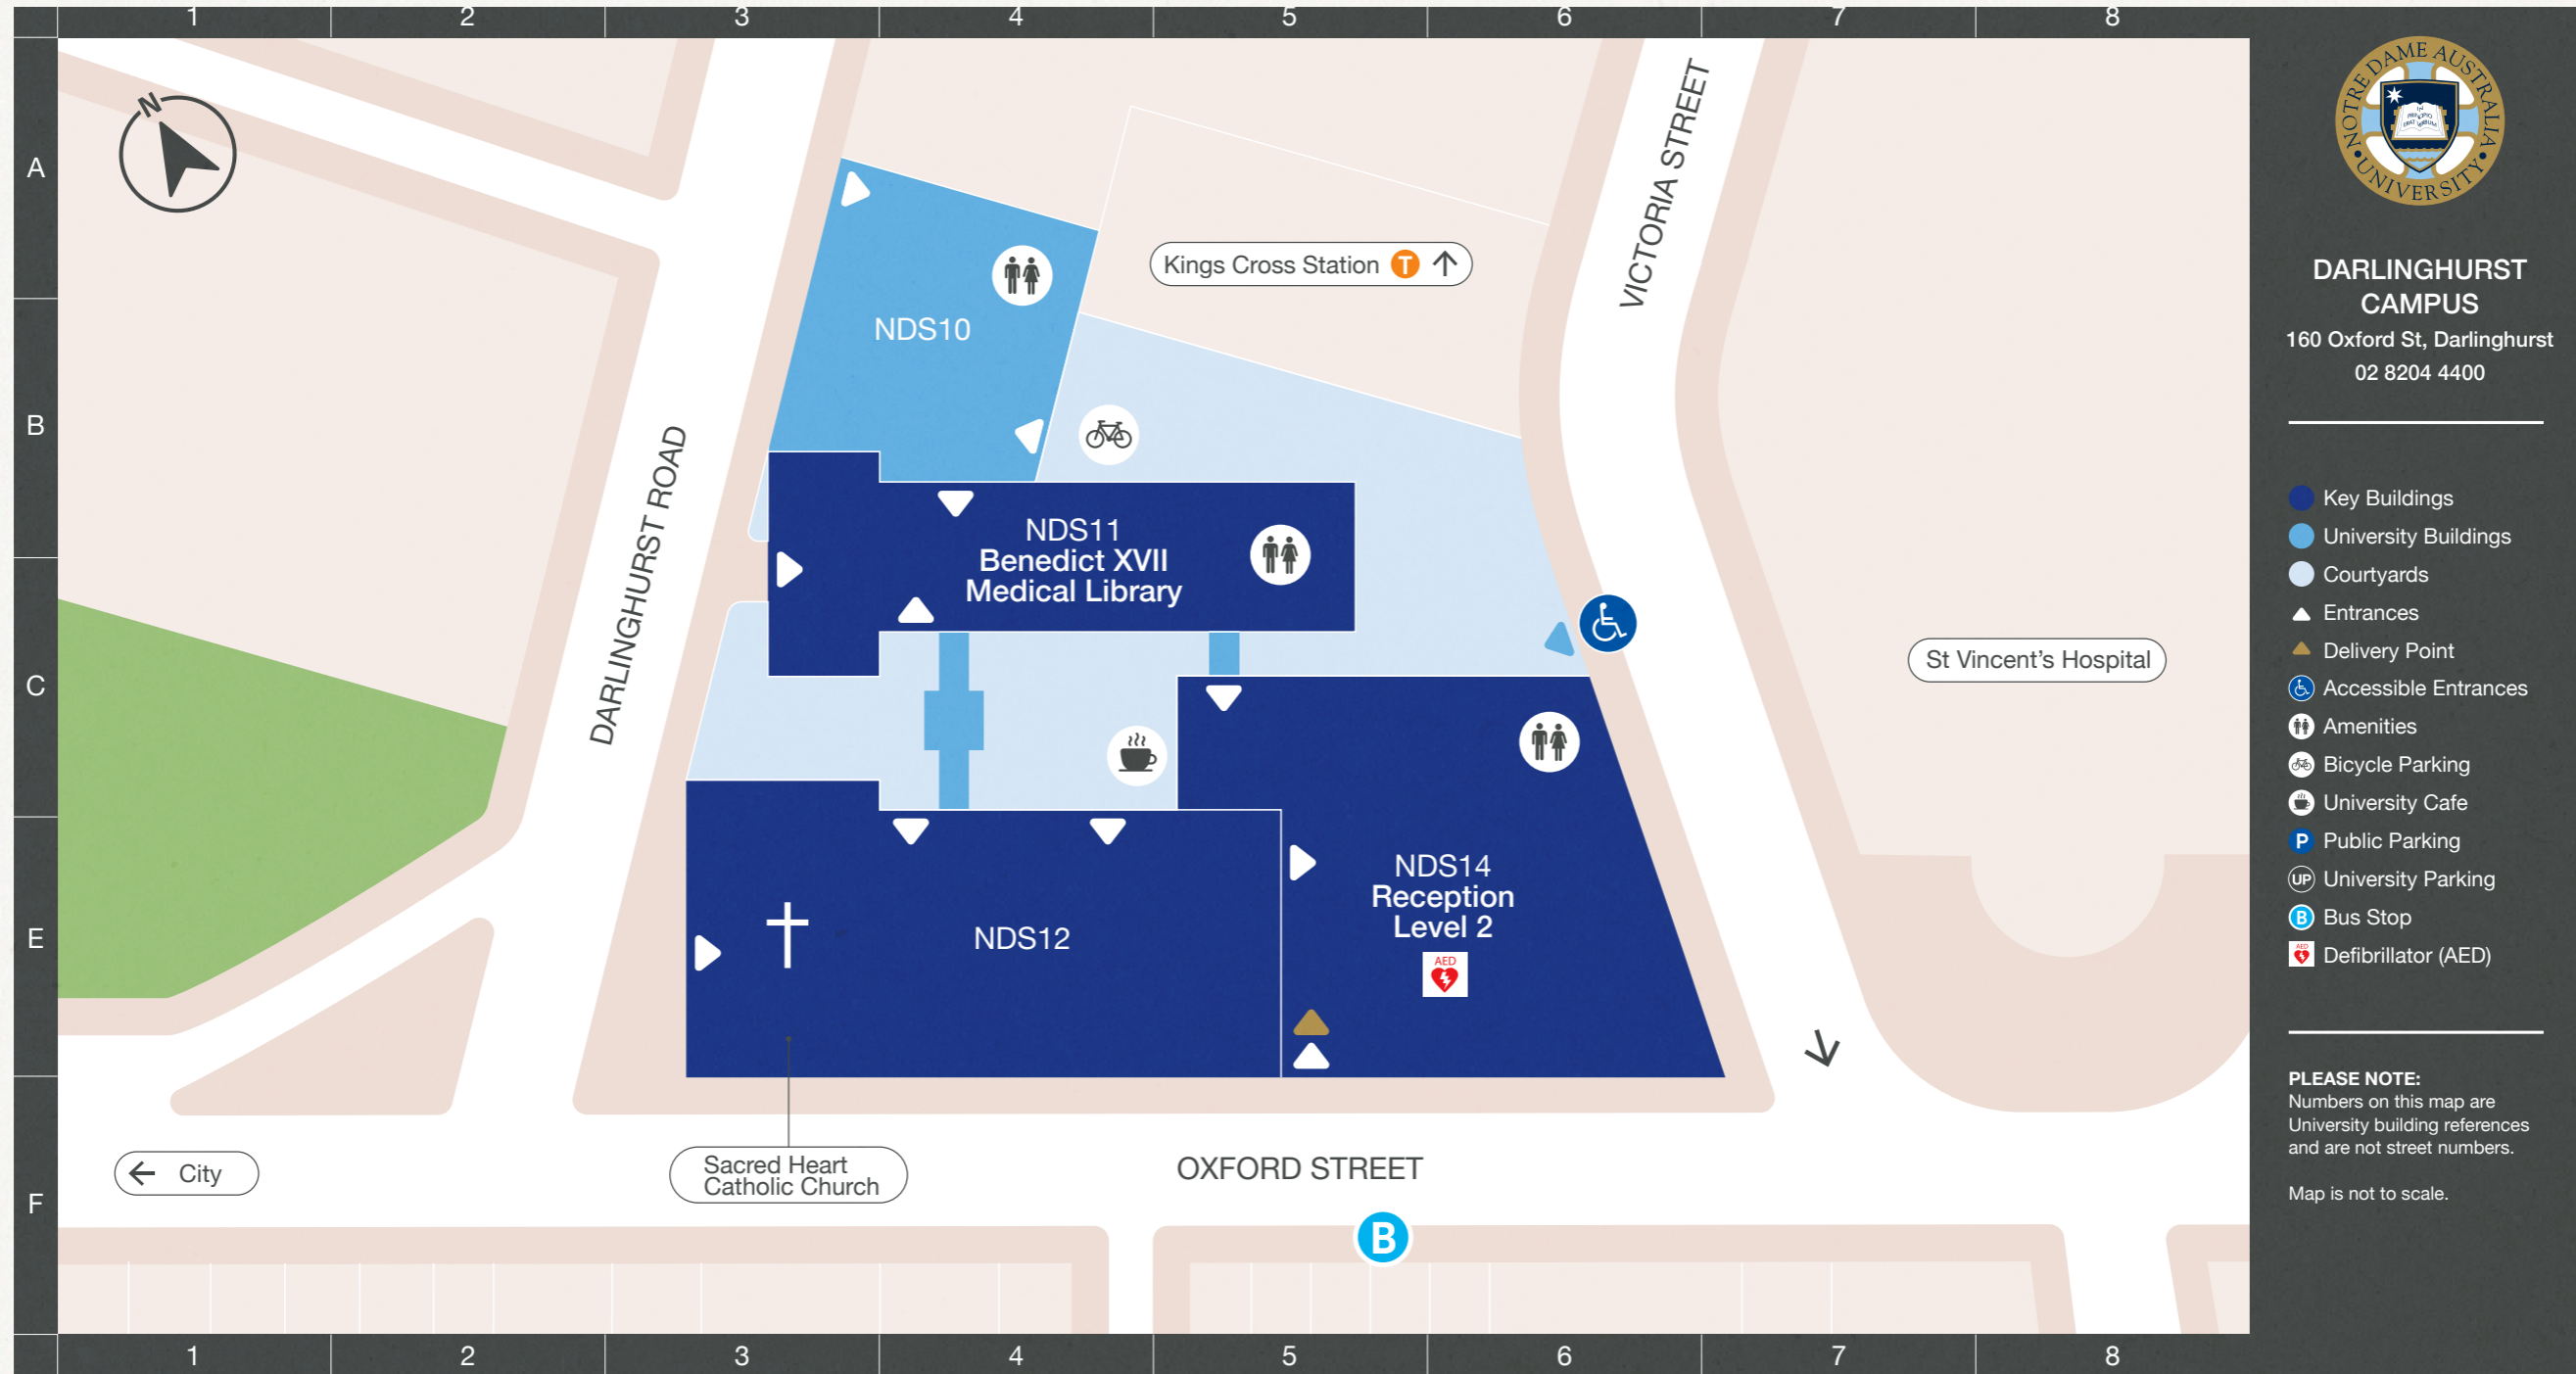 1 2 3 4 5 6 7 8
A
B
C
E
F
N
VICTORIA STREET
Kings Cross Station T ↑
NDS10
DARLINGHURST ROAD
NDS11
Benedict XVII
Medical Library
St Vincent's Hospital
NDS14
Reception
Level 2
AED
NDS12
Sacred Heart
Catholic Church
← City
OXFORD STREET
B
1 2 3 4 5 6 7 8
NOTRE DAME AUSTRALIA
• UNIVERSITY •
DARLINGHURST
CAMPUS
160 Oxford St, Darlinghurst
02 8204 4400
Key Buildings
University Buildings
Courtyards
Entrances
Delivery Point
Accessible Entrances
Amenities
Bicycle Parking
University Cafe
P Public Parking
UP University Parking
B Bus Stop
AED Defibrillator (AED)
PLEASE NOTE:
Numbers on this map are
University building references
and are not street numbers.
Map is not to scale.